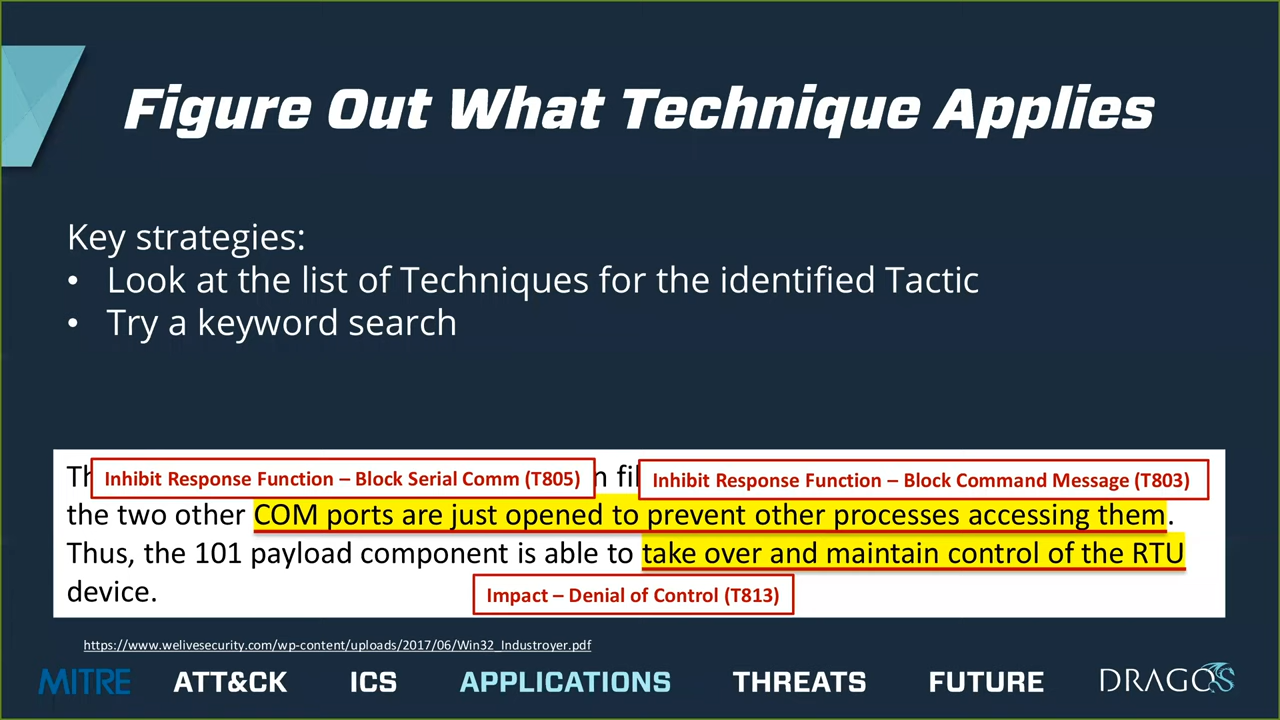 Figure Out What Technique Applies
Key strategies:
• Look at the list of Techniques for the identified Tactic
• Try a keyword search
Inhibit Response Function – Block Serial Comm (T805)
Inhibit Response Function – Block Command Message (T803)
the two other COM ports are just opened to prevent other processes accessing them.
Thus, the 101 payload component is able to take over and maintain control of the RTU
device.
Impact – Denial of Control (T813)
https://www.welivesecurity.com/wp-content/uploads/2017/06/Win32_Industroyer.pdf
MITRE ATT&CK ICS APPLICATIONS THREATS FUTURE DRAGOS